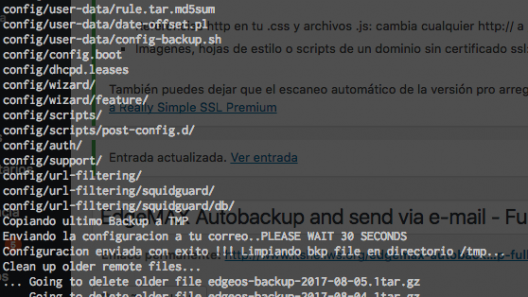 config/user-data/rule.tar.md5sum
config/user-data/date-offset.pl
config/user-data/config-backup.sh
config/config.boot
config/dhcpd.leases
config/wizard/
config/wizard/feature/
config/scripts/
config/scripts/post-config.d/
config/auth/
config/support/
config/url-filtering/
config/url-filtering/squidguard/
config/url-filtering/squidguard/db/
Copiando ultimo Backup a TMP
Enviando la configuracion a tu correo..PLEASE WAIT 30 SECONDS
Configuracion enviada con exito !!! Limpiando bkp file en directorio /tmp...
Clean up older remote files...
... Going to delete older file edgeos-backup-2017-08-05.1tar.gz
... Going to delete older file edgeos-backup-2017-08-04.1tar.gz
http en tu .css y archivos .js: cambia cualquier http:// a
Imágenes, hojas de estilo o scripts de un dominio sin certificado ssl:
También puedes dejar que el escaneo automático de la versión pro arreg
a Really Simple SSL Premium
Entrada actualizada. Ver entrada
EdgeMAX Autobackup and send via e-mail - Fu